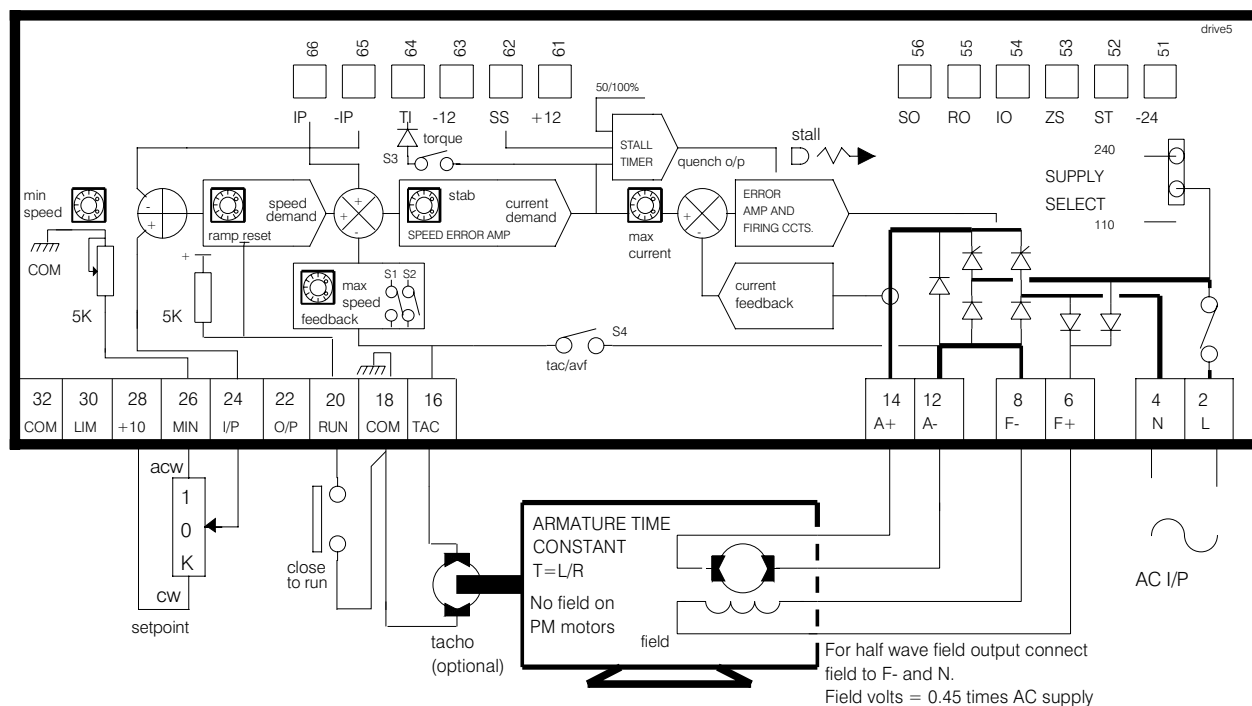 drive5
66 65 64 63 62 61
56 55 54 53 52 51
IP -IP TI -12 SS +12
SO RO IO ZS ST -24
50/100%
torque
S3
STALL
TIMER
quench o/p
stall
240
SUPPLY
SELECT
110
min
speed
-
+
speed
demand
ramp reset
+
+
-
stab
current
demand
SPEED ERROR AMP
max
current
ERROR
AMP AND
FIRING CCTS.
COM
5K
+
5K
max
speed
feedback
S1 S2
current
feedback
S4
tac/avf
32 30 28 26 24 22 20 18 16
COM LIM +10 MIN I/P O/P RUN COM TAC
14 12 8 6 4 2
A+ A- F- F+ N L
acw
1
0
K
cw
setpoint
close
to run
tacho
(optional)
ARMATURE TIME
CONSTANT
T=L/R
No field on
PM motors
field
AC I/P
For half wave field output connect
field to F- and N.
Field volts = 0.45 times AC supply